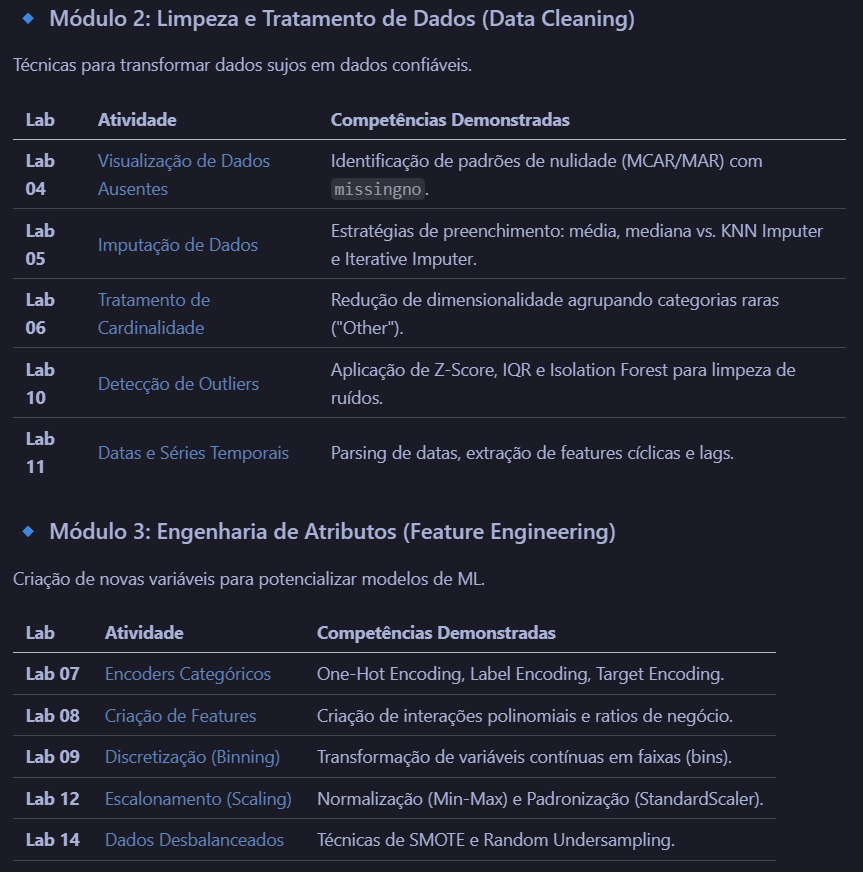 Módulo 2: Limpeza e Tratamento de Dados (Data Cleaning)
Técnicas para transformar dados sujos em dados confiáveis.
Lab Atividade Competências Demonstradas
Lab 04 Visualização de Dados Ausentes Identificação de padrões de nulidade (MCAR/MAR) com missingno.
Lab 05 Imputação de Dados Estratégias de preenchimento: média, mediana vs. KNN Imputer e Iterative Imputer.
Lab 06 Tratamento de Cardinalidade Redução de dimensionalidade agrupando categorias raras ("Other").
Lab 10 Detecção de Outliers Aplicação de Z-Score, IQR e Isolation Forest para limpeza de ruídos.
Lab 11 Datas e Séries Temporais Parsing de datas, extração de features cíclicas e lags.
Módulo 3: Engenharia de Atributos (Feature Engineering)
Criação de novas variáveis para potencializar modelos de ML.
Lab Atividade Competências Demonstradas
Lab 07 Encoders Categóricos One-Hot Encoding, Label Encoding, Target Encoding.
Lab 08 Criação de Features Criação de interações polinomiais e ratios de negócio.
Lab 09 Discretização (Binning) Transformação de variáveis contínuas em faixas (bins).
Lab 12 Escalonamento (Scaling) Normalização (Min-Max) e Padronização (StandardScaler).
Lab 14 Dados Desbalanceados Técnicas de SMOTE e Random Undersampling.